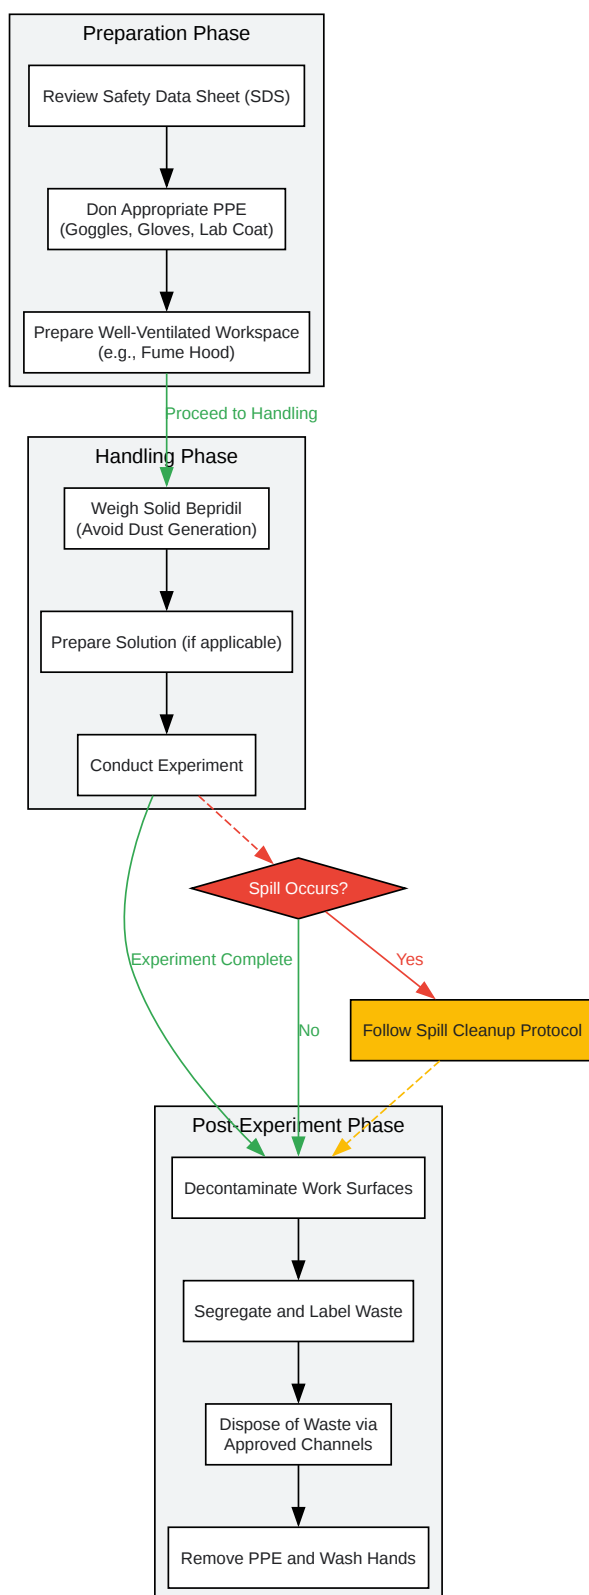 Preparation Phase
Review Safety Data Sheet (SDS)
Don Appropriate PPE
(Goggles, Gloves, Lab Coat)
Prepare Well-Ventilated Workspace
(e.g., Fume Hood)
Proceed to Handling
Handling Phase
Weigh Solid Bepridil
(Avoid Dust Generation)
Prepare Solution (if applicable)
Conduct Experiment
Spill Occurs?
Experiment Complete
Yes
No
Follow Spill Cleanup Protocol
Post-Experiment Phase
Decontaminate Work Surfaces
Segregate and Label Waste
Dispose of Waste via
Approved Channels
Remove PPE and Wash Hands